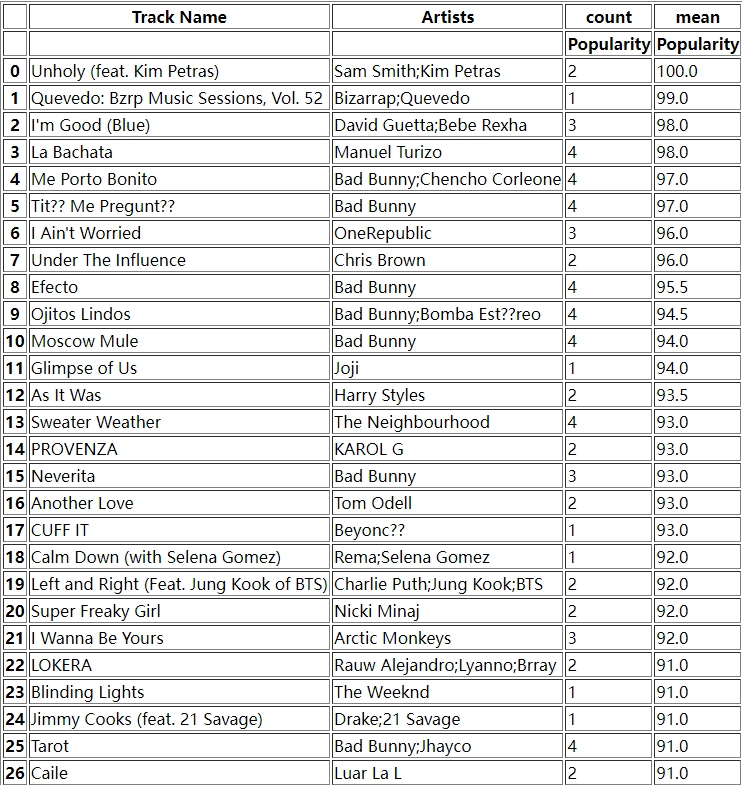 Track Name Artists count mean
Popularity Popularity
0 Unholy (feat. Kim Petras) Sam Smith;Kim Petras 2 100.0
1 Quevedo: Bzrp Music Sessions, Vol. 52 Bizarrap;Quevedo 1 99.0
2 I'm Good (Blue) David Guetta;Bebe Rexha 3 98.0
3 La Bachata Manuel Turizo 4 98.0
4 Me Porto Bonito Bad Bunny;Chencho Corleone 4 97.0
5 Tit?? Me Pregunt?? Bad Bunny 4 97.0
6 I Ain't Worried OneRepublic 3 96.0
7 Under The Influence Chris Brown 2 96.0
8 Efecto Bad Bunny 4 95.5
9 Ojitos Lindos Bad Bunny;Bomba Est??reo 4 94.5
10 Moscow Mule Bad Bunny 4 94.0
11 Glimpse of Us Joji 1 94.0
12 As It Was Harry Styles 2 93.5
13 Sweater Weather The Neighbourhood 4 93.0
14 PROVENZA KAROL G 2 93.0
15 Neverita Bad Bunny 3 93.0
16 Another Love Tom Odell 2 93.0
17 CUFF IT Beyonc?? 1 93.0
18 Calm Down (with Selena Gomez) Rema;Selena Gomez 1 92.0
19 Left and Right (Feat. Jung Kook of BTS) Charlie Puth;Jung Kook;BTS 2 92.0
20 Super Freaky Girl Nicki Minaj 2 92.0
21 I Wanna Be Yours Arctic Monkeys 3 92.0
22 LOKERA Rauw Alejandro;Lyanno;Brray 2 91.0
23 Blinding Lights The Weeknd 1 91.0
24 Jimmy Cooks (feat. 21 Savage) Drake;21 Savage 1 91.0
25 Tarot Bad Bunny;Jhayco 4 91.0
26 Caile Luar La L 2 91.0